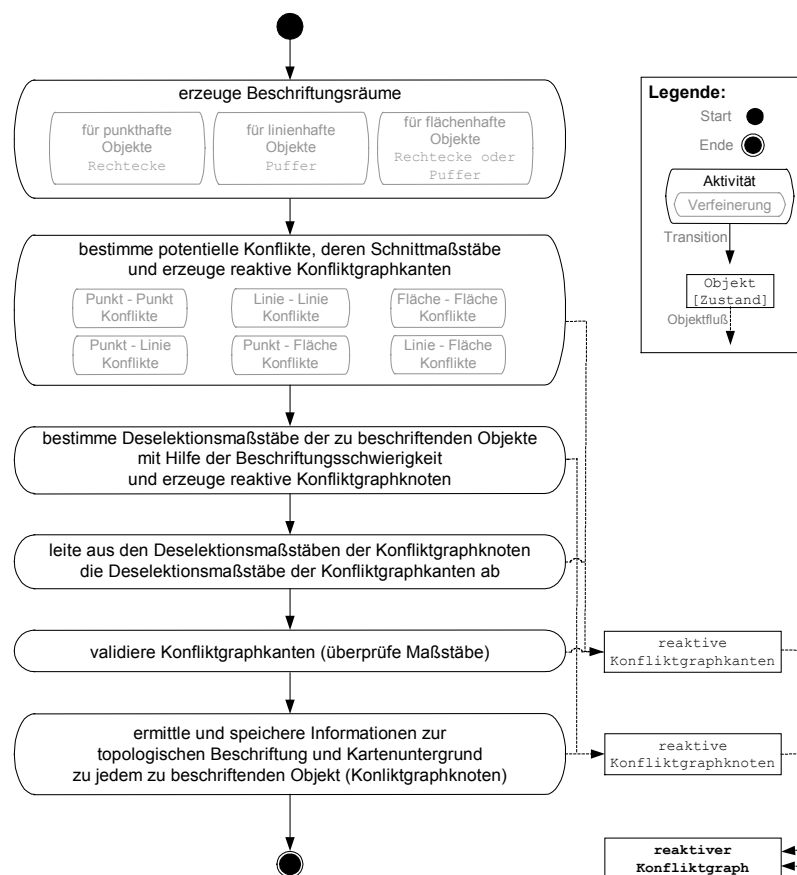 erzeuge Beschriftungsräume
für punkthafte
Objekte
Rechtecke
für linienhafte
Objekte
Puffer
für flächenhafte
Objekte
Rechtecke oder
Puffer
bestimme potentielle Konflikte, deren Schnittmaßstäbe
und erzeuge reaktive Konfliktgraphkanten
Punkt - Punkt
Konflikte
Linie - Linie
Konflikte
Fläche - Fläche
Konflikte
Punkt - Linie
Konflikte
Punkt - Fläche
Konflikte
Linie - Fläche
Konflikte
bestimme Deselektionsmaßstäbe der zu beschriftenden Objekte
mit Hilfe der Beschriftungsschwierigkeit
und erzeuge reaktive Konfliktgraphknoten
leite aus den Deselektionsmaßstäben der Konfliktgraphknoten
die Deselektionsmaßstäbe der Konfliktgraphkanten ab
validiere Konfliktgraphkanten (überprüfe Maßstäbe)
ermittle und speichere Informationen zur
topologischen Beschriftung und Kartenuntergrund
zu jedem zu beschriftenden Objekt (Konliktgraphknoten)
Legende:
Start
Ende
Aktivität
Verfeinerung
Transition
Objekt
[Zustand]
Objektfluß
reaktive
Konfliktgraphkanten
reaktive
Konfliktgraphknoten
reaktiver
Konfliktgraph